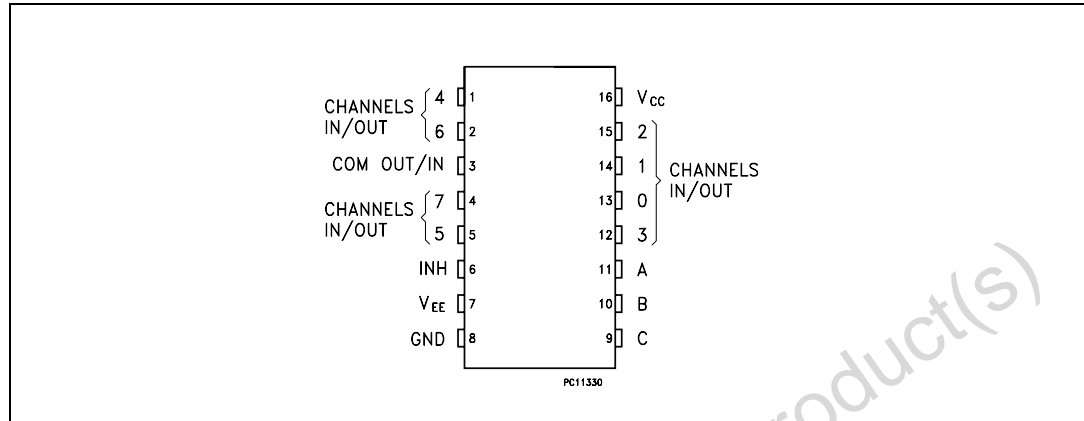 CHANNELS IN/OUT
4 1
6 2
COM OUT/IN 3
CHANNELS IN/OUT
7 4
5 5
INH 6
VEE 7
GND 8
16 VCC
15 2
14 1
13 0
12 3
CHANNELS IN/OUT
11 A
10 B
9 C
PC11330
roduct(s)